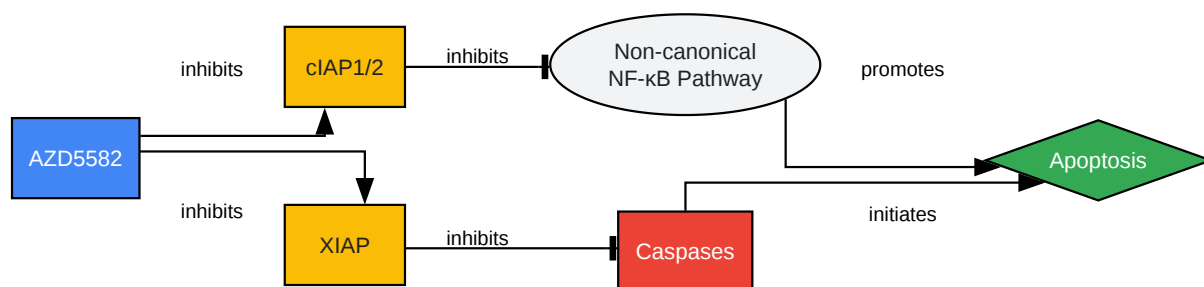 inhibits
cIAP1/2
inhibits
Non-canonical
NF-κB Pathway
promotes
AZD5582
Apoptosis
inhibits
XIAP
inhibits
Caspases
initiates